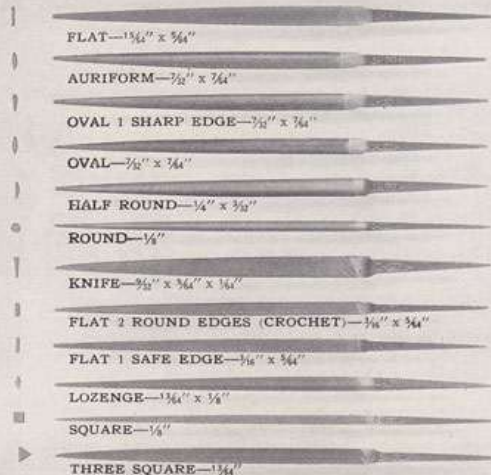 FLAT—15/64" x 5/64"
AURIFORM—7/32" x 7/64"
OVAL 1 SHARP EDGE—7/32" x 7/64"
OVAL—7/32" x 7/64"
HALF ROUND—1/4" x 3/32"
ROUND—1/8"
KNIFE—9/32" x 5/64" x 1/64"
FLAT 2 ROUND EDGES (CROCHET)—3/16" x 5/64"
FLAT 1 SAFE EDGE—3/16" x 5/64"
LOZENGE—13/64" x 1/8"
SQUARE—1/8"
THREE SQUARE—13/64"